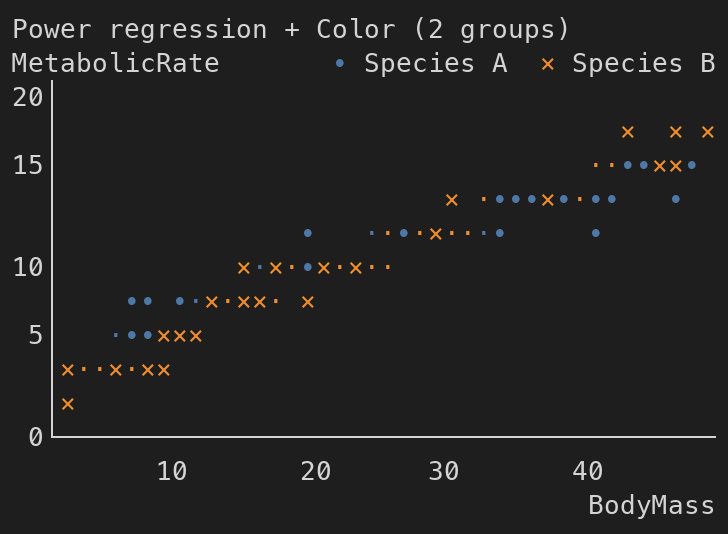 Power regression + Color (2 groups)
MetabolicRate • Species A × Species B
20
15
10
5
0
10 20 30 40
BodyMass